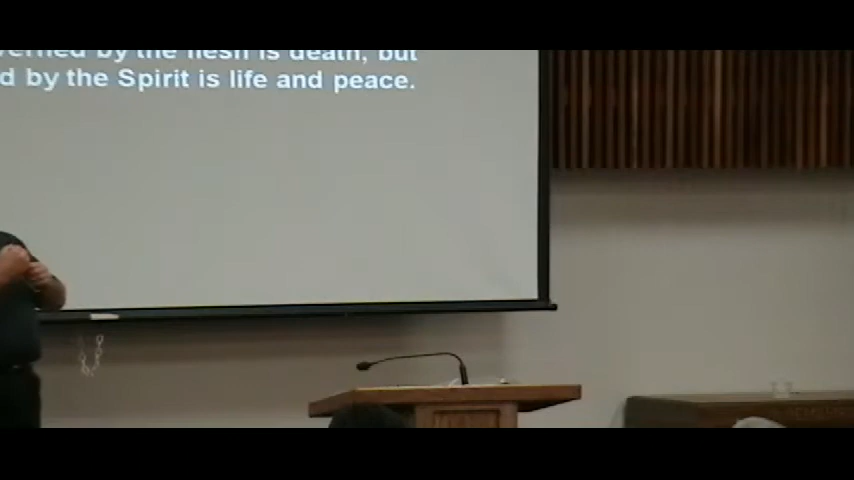 by the flesh is death, but
d by the Spirit is life and peace.